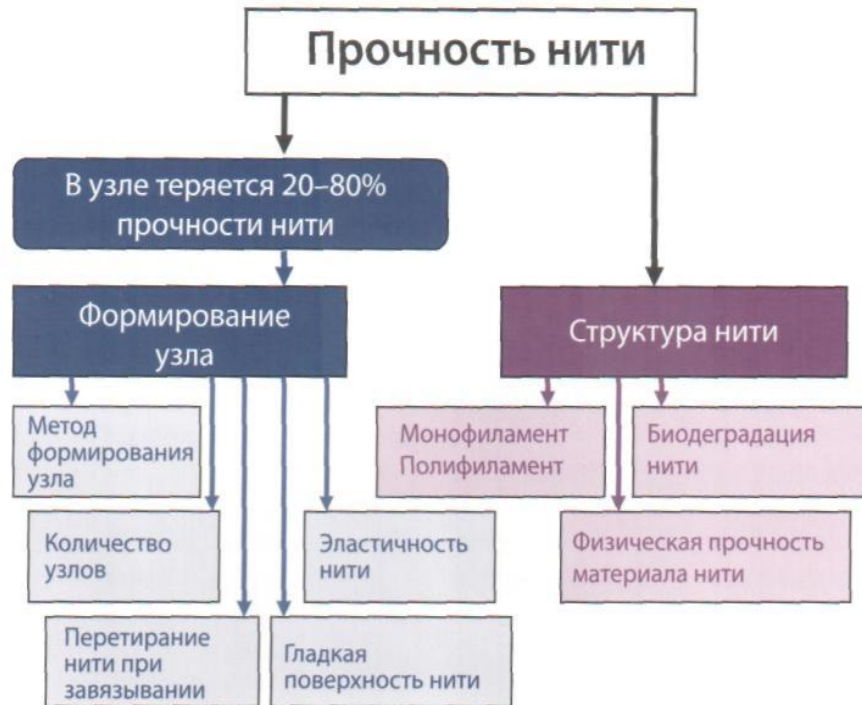 Прочность нити
В узле теряется 20–80%
прочности нити
Формирование
узла
Структура нити
Метод
формирования
узла
Монофиламент
Полифиламент
Биодеградация
нити
Количество
узлов
Эластичность
нити
Физическая прочность
материала нити
Перетирание
нити при
завязывании
Гладкая
поверхность нити